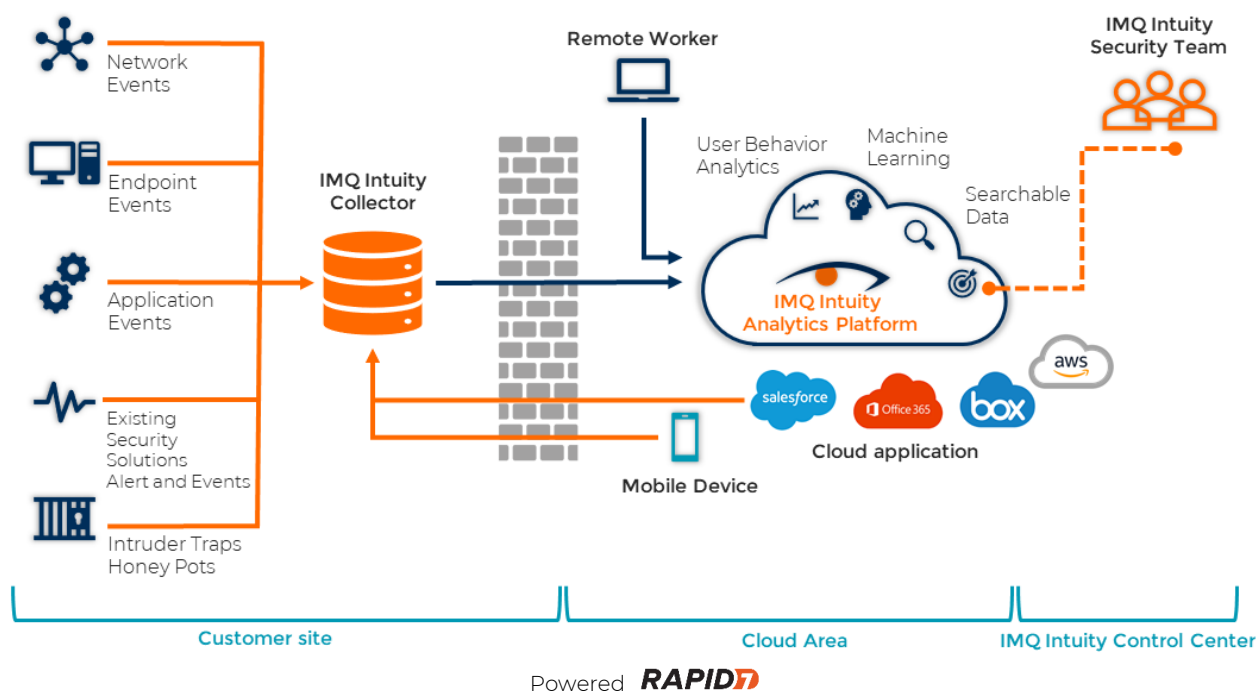 Network
Events
Endpoint
Events
Application
Events
Existing
Security
Solutions
Alert and Events
Intruder Traps
Honey Pots
IMQ Intuity
Collector
Remote Worker
User Behavior
Analytics
Machine
Learning
Searchable
Data
IMQ Intuity
Analytics Platform
IMQ Intuity
Security Team
salesforce
Office 365
box
aws
Cloud application
Mobile Device
Customer site
Cloud Area
IMQ Intuity Control Center
Powered RAPID7